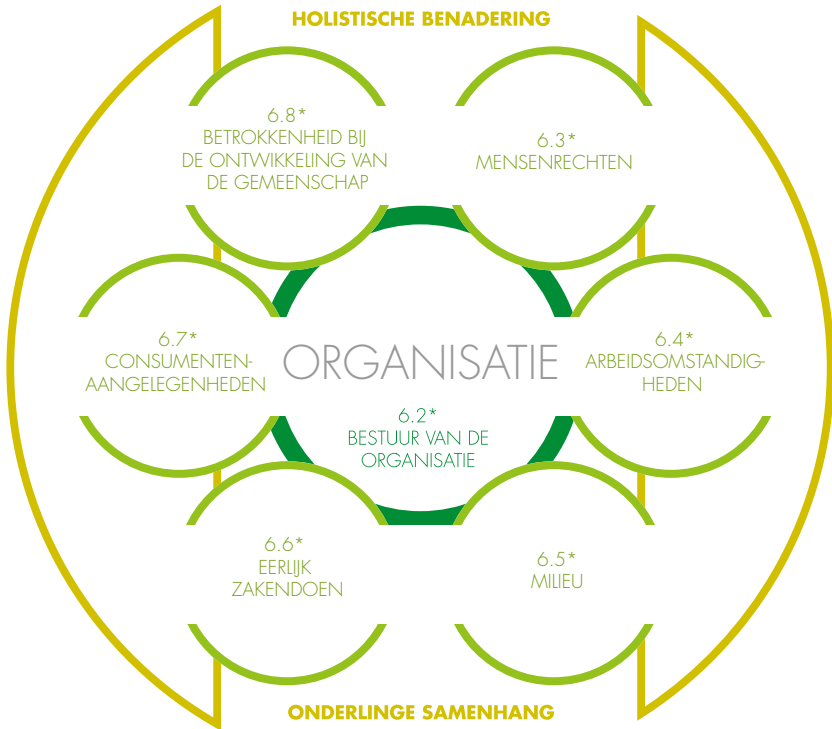 HOLISTISCHE BENADERING
6.8*
BETROKKENHEID BIJ
DE ONTWIKKELING VAN
DE GEMEENSCHAP
6.3*
MENSENRECHTEN
6.7*
CONSUMENTEN-
AANGELEGENHEDEN
ORGANISATIE
6.2*
BESTUUR VAN DE
ORGANISATIE
6.4*
ARBEIDSOMSTANDIG-
HEDEN
6.6*
EERLIJK
ZAKENDOEN
6.5*
MILIEU
ONDERLINGE SAMENHANG